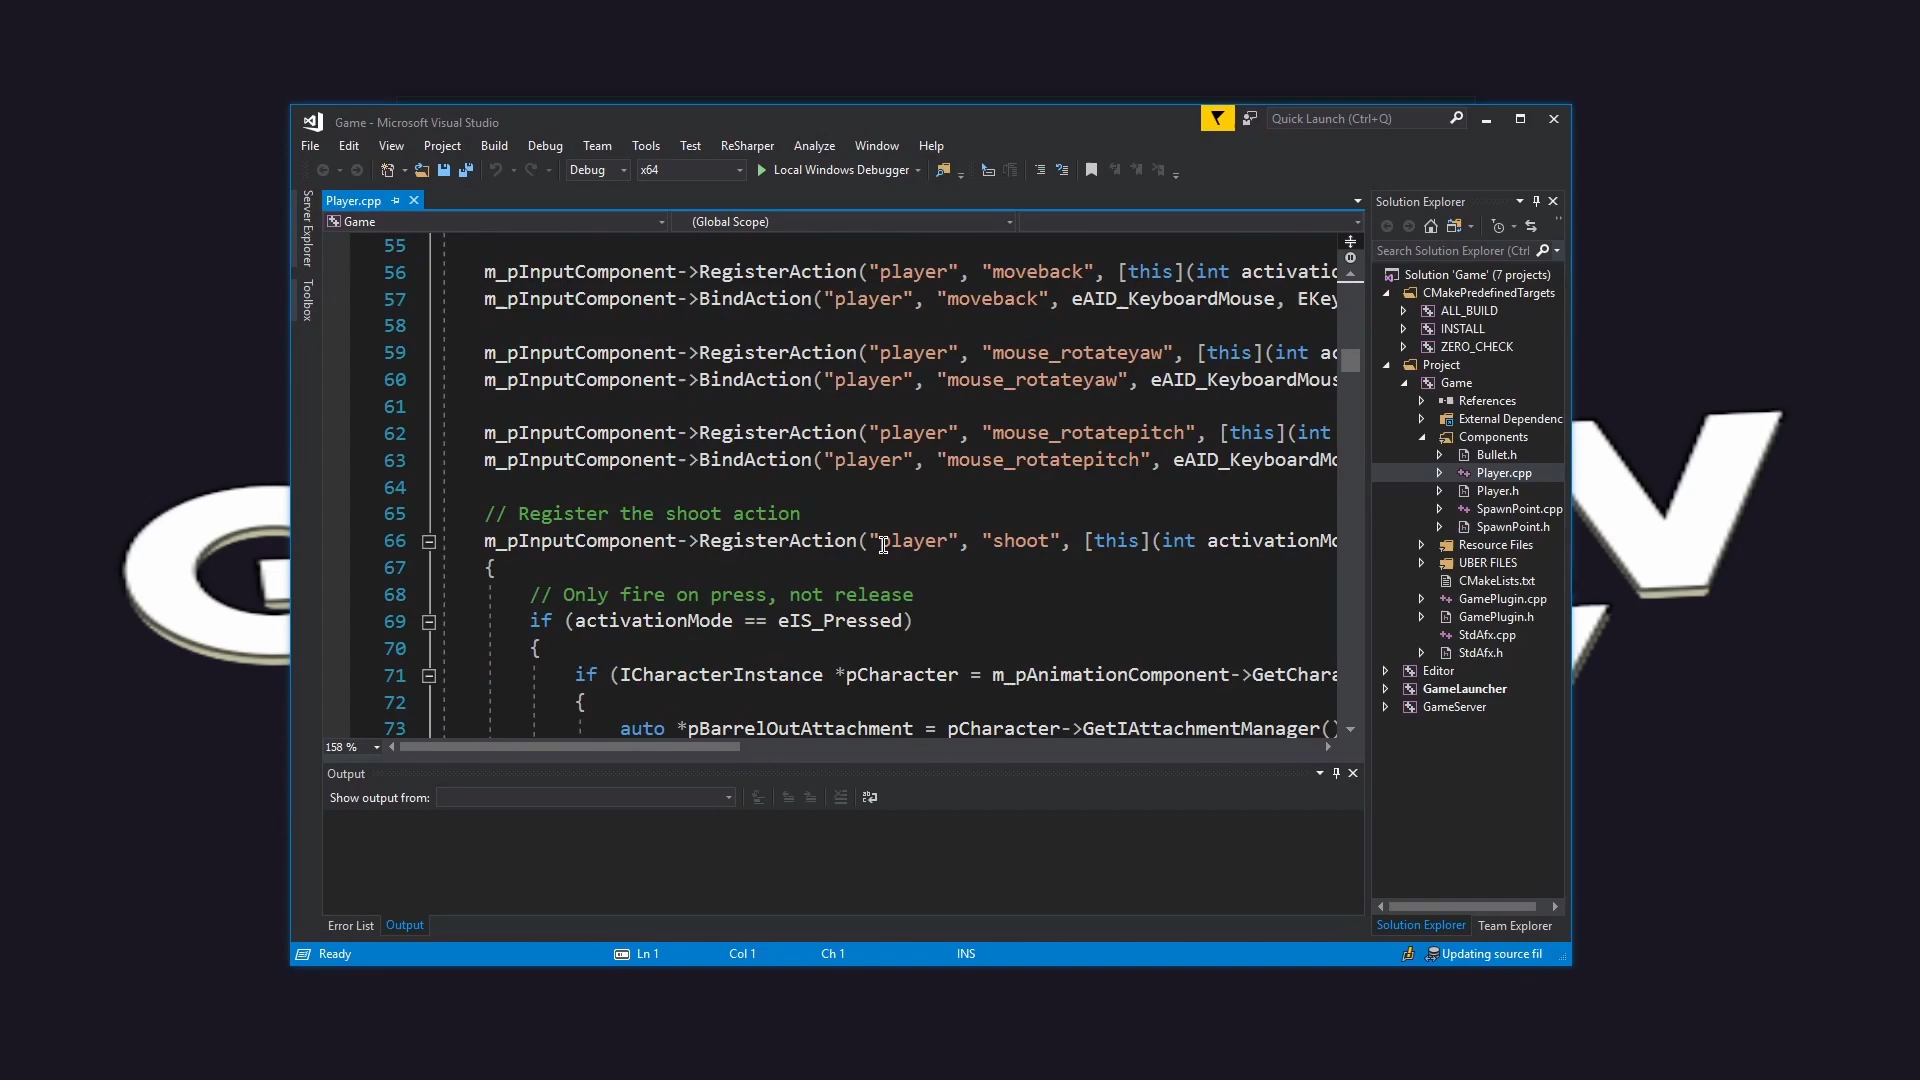 Game - Microsoft Visual Studio
Quick Launch (Ctrl+Q)
File Edit View Project Build Debug Team Tools Test ReSharper Analyze Window Help
Debug x64 Local Windows Debugger
Server Explorer
Toolbox
Player.cpp
Game (Global Scope)
55
56 m_pInputComponent->RegisterAction("player", "moveback", [this](int activatio
57 m_pInputComponent->BindAction("player", "moveback", eAID_KeyboardMouse, EKey
58
59 m_pInputComponent->RegisterAction("player", "mouse_rotateyaw", [this](int ac
60 m_pInputComponent->BindAction("player", "mouse_rotateyaw", eAID_KeyboardMous
61
62 m_pInputComponent->RegisterAction("player", "mouse_rotatepitch", [this](int
63 m_pInputComponent->BindAction("player", "mouse_rotatepitch", eAID_KeyboardMo
64
65 // Register the shoot action
66 m_pInputComponent->RegisterAction("player", "shoot", [this](int activationMo
67 {
68 // Only fire on press, not release
69 if (activationMode == eIS_Pressed)
70 {
71 if (ICharacterInstance *pCharacter = m_pAnimationComponent->GetChara
72 {
73 auto *pBarrelOutAttachment = pCharacter->GetIAttachmentManager()
158 %
Output
Show output from:
Error List Output
Solution Explorer
Search Solution Explorer (Ctrl
Solution 'Game' (7 projects)
CMakePredefinedTargets
ALL_BUILD
INSTALL
ZERO_CHECK
Project
Game
References
External Dependenc
Components
Bullet.h
Player.cpp
Player.h
SpawnPoint.cpp
SpawnPoint.h
Resource Files
UBER FILES
CMakeLists.txt
GamePlugin.cpp
GamePlugin.h
StdAfx.cpp
StdAfx.h
Editor
GameLauncher
GameServer
Solution Explorer Team Explorer
Ready Ln 1 Col 1 Ch 1 INS Updating source fil